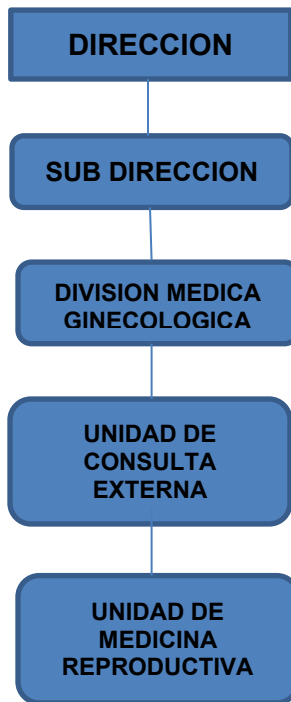 DIRECCION
SUB DIRECCION
DIVISION MEDICA
GINECOLOGICA
UNIDAD DE
CONSULTA
EXTERNA
UNIDAD DE
MEDICINA
REPRODUCTIVA